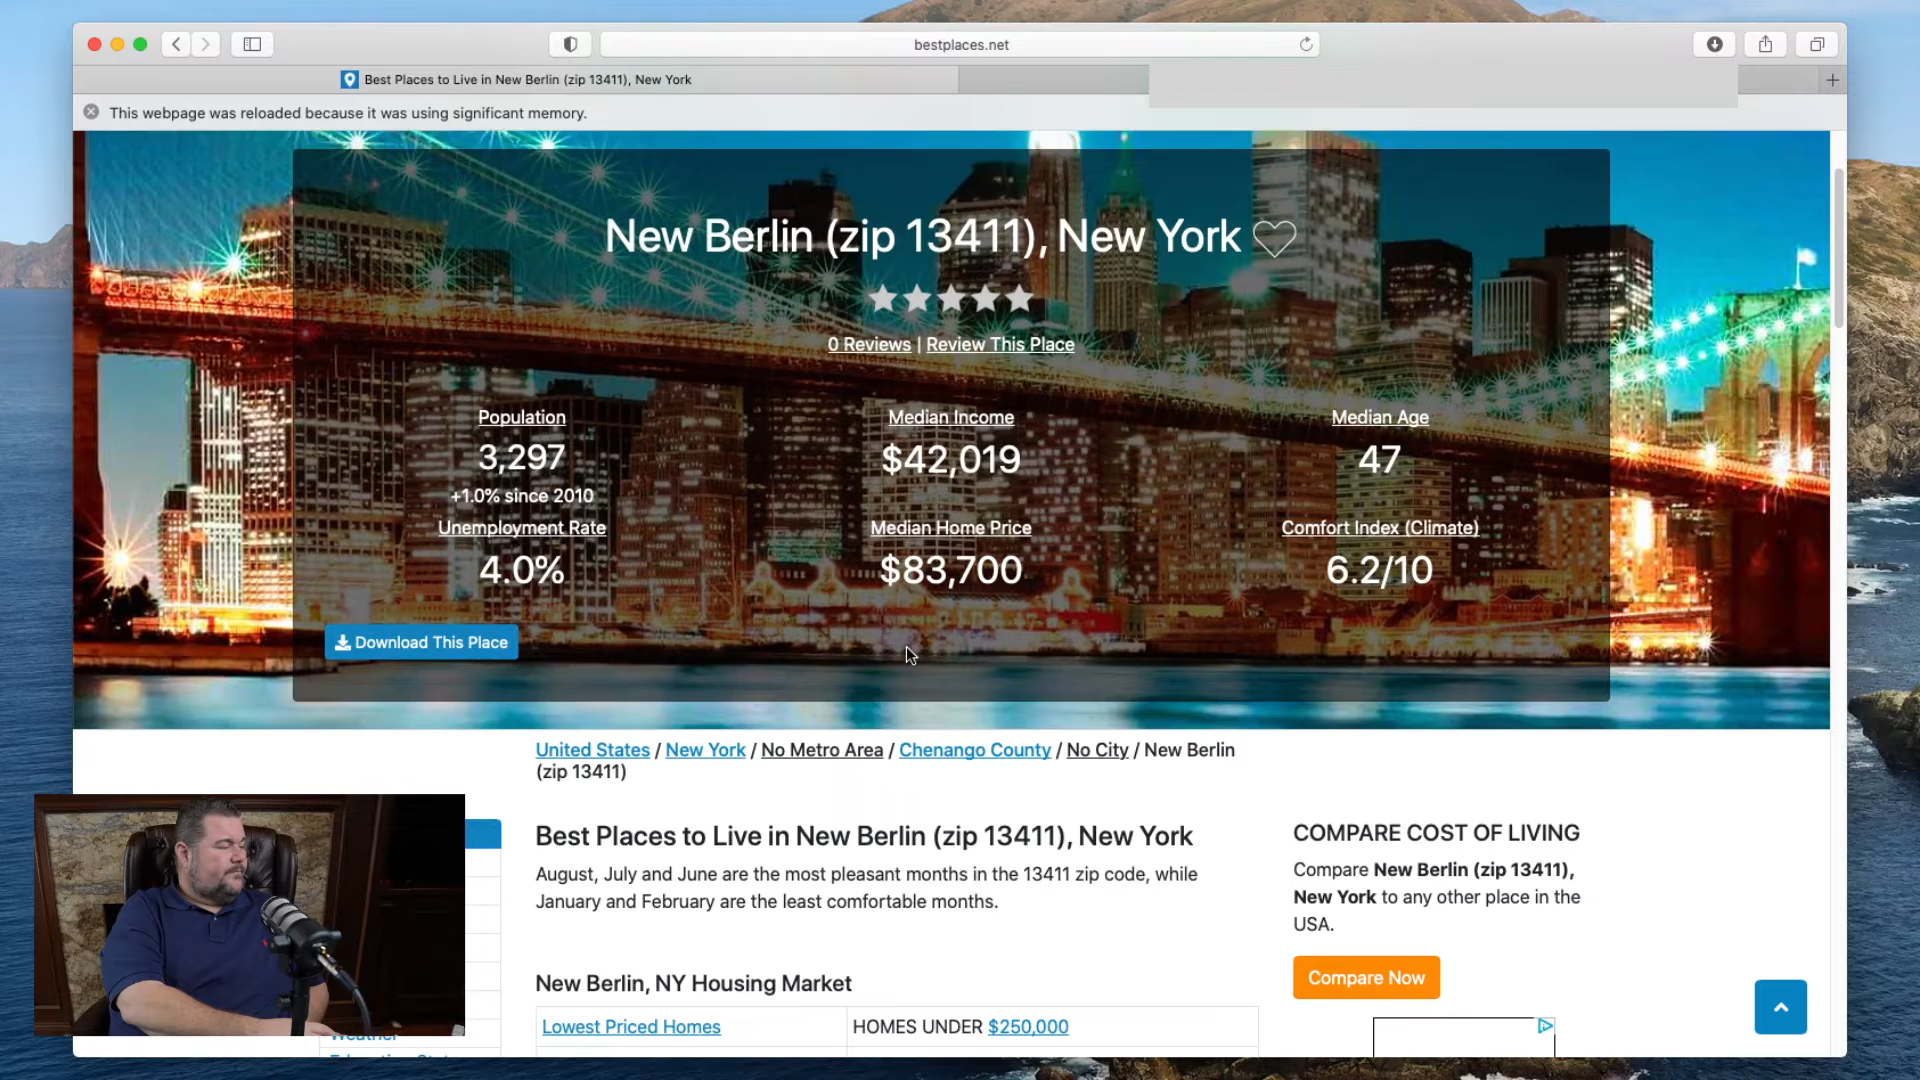 bestplaces.net
Best Places to Live in New Berlin (zip 13411), New York
This webpage was reloaded because it was using significant memory.
New Berlin (zip 13411), New York
0 Reviews | Review This Place
Population
3,297
+1.0% since 2010
Median Income
$42,019
Median Age
47
Unemployment Rate
4.0%
Median Home Price
$83,700
Comfort Index (Climate)
6.2/10
Download This Place
United States / New York / No Metro Area / Chenango County / No City / New Berlin
(zip 13411)
Best Places to Live in New Berlin (zip 13411), New York
August, July and June are the most pleasant months in the 13411 zip code, while
January and February are the least comfortable months.
New Berlin, NY Housing Market
Lowest Priced Homes
HOMES UNDER $250,000
COMPARE COST OF LIVING
Compare New Berlin (zip 13411),
New York to any other place in the
USA.
Compare Now
Weather